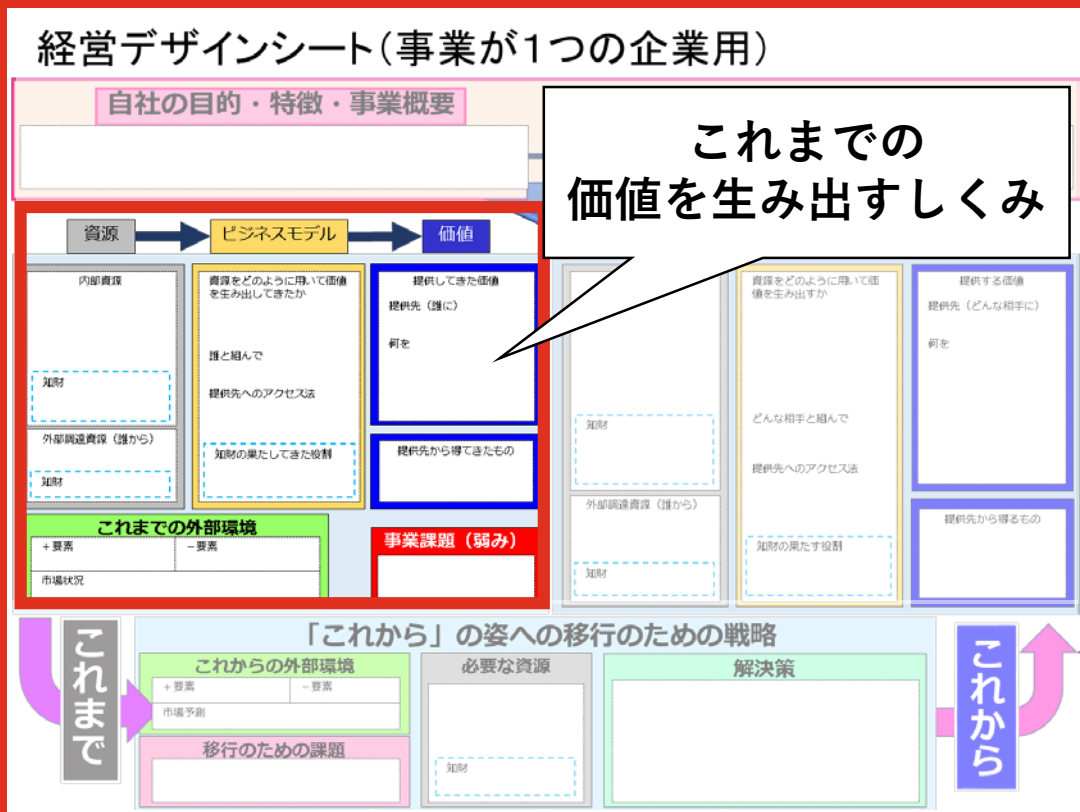 経営デザインシート（事業が１つの企業用）
自社の目的・特徴・事業概要
これまでの
価値を生み出すしくみ
資源
ビジネスモデル
価値
内部資源
知財
外部調達資源（誰から）
知財
資源をどのように用いて価値
を生み出してきたか
誰と組んで
提供先へのアクセス法
知財の果たしてきた役割
提供してきた価値
提供先（誰に）
何を
提供先から得てきたもの
これまでの外部環境
＋要素
－要素
市場状況
事業課題（弱み）
知財
外部調達資源（誰から）
知財
資源をどのように用いて価
値を生み出すか
どんな相手と組んで
提供先へのアクセス法
知財の果たす役割
提供する価値
提供先（どんな相手に）
何を
提供先から得るもの
これまで
「これから」の姿への移行のための戦略
これからの外部環境
＋要素
－要素
市場予測
移行のための課題
必要な資源
知財
解決策
これから